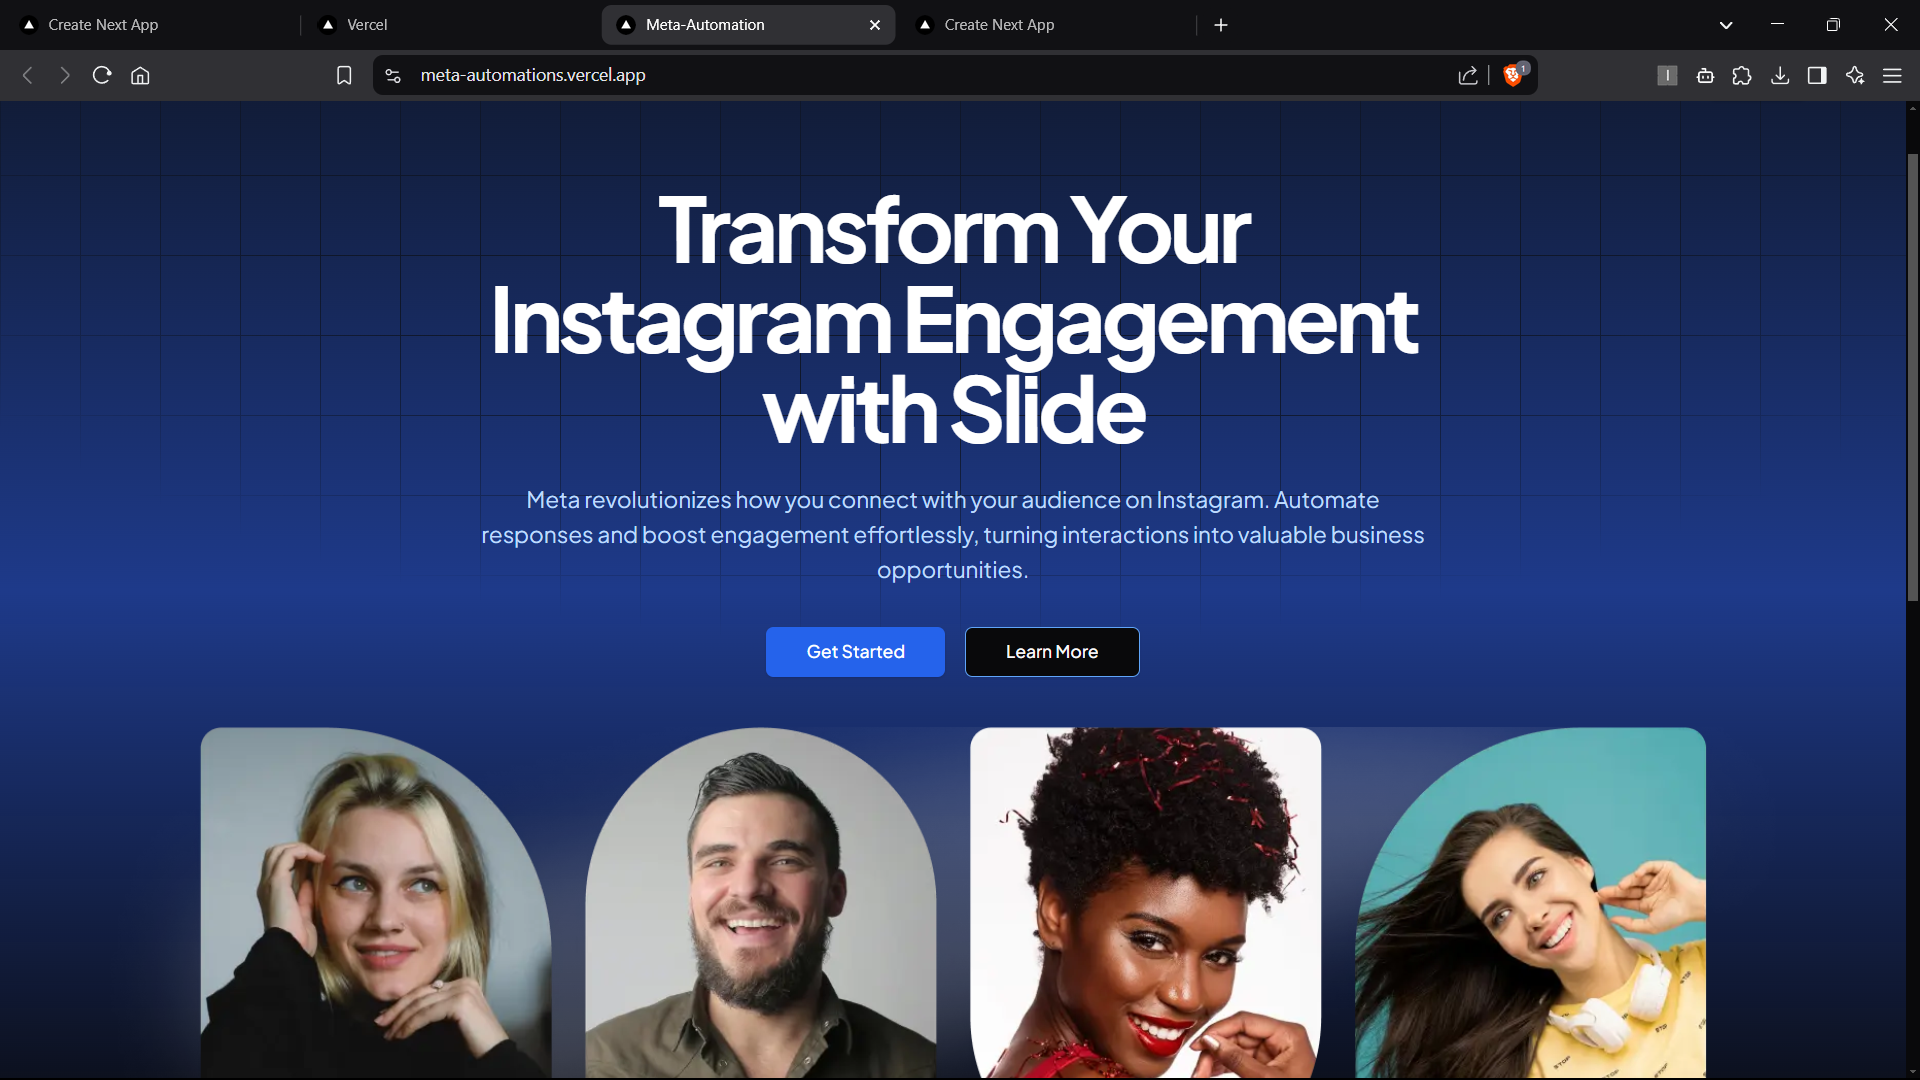 Create Next App
Vercel
Meta-Automation
Create Next App
meta-automations.vercel.app
1
Transform Your
Instagram Engagement
with Slide
Meta revolutionizes how you connect with your audience on Instagram. Automate
responses and boost engagement effortlessly, turning interactions into valuable business
opportunities.
Get Started
Learn More